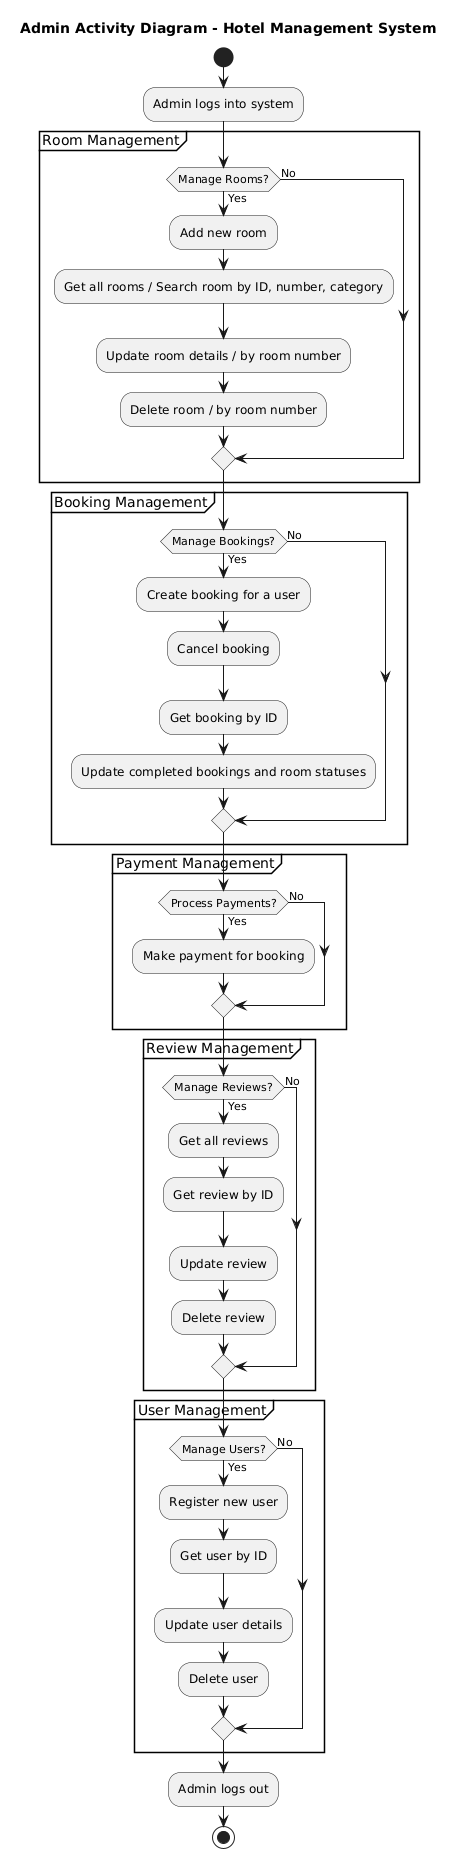 Admin Activity Diagram - Hotel Management System
Admin logs into system
Room Management
Manage Rooms?
No
Yes
Add new room
Get all rooms / Search room by ID, number, category
Update room details / by room number
Delete room / by room number
Booking Management
Manage Bookings?
No
Yes
Create booking for a user
Cancel booking
Get booking by ID
Update completed bookings and room statuses
Payment Management
Process Payments?
No
Yes
Make payment for booking
Review Management
Manage Reviews?
No
Yes
Get all reviews
Get review by ID
Update review
Delete review
User Management
Manage Users?
No
Yes
Register new user
Get user by ID
Update user details
Delete user
Admin logs out